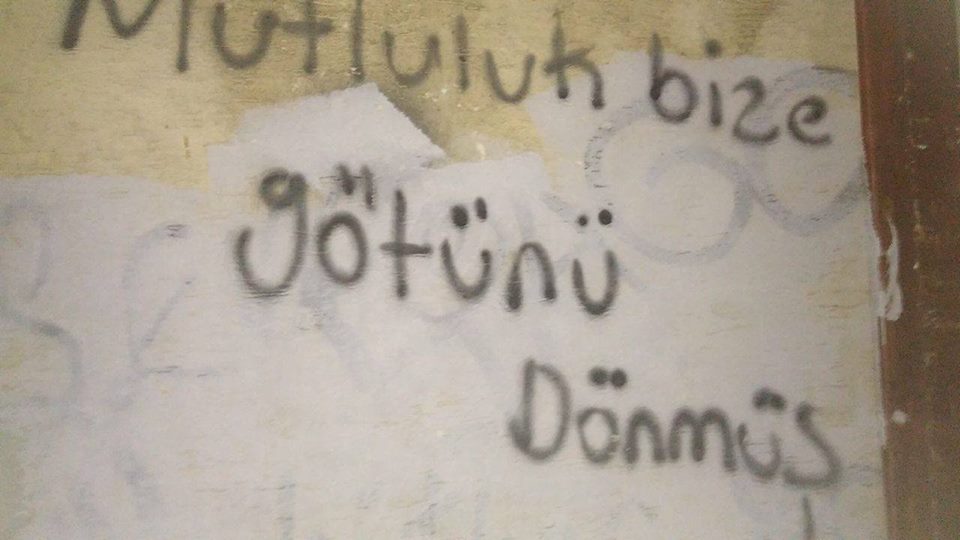 Mutluluk bize
götünü
Dönmüş